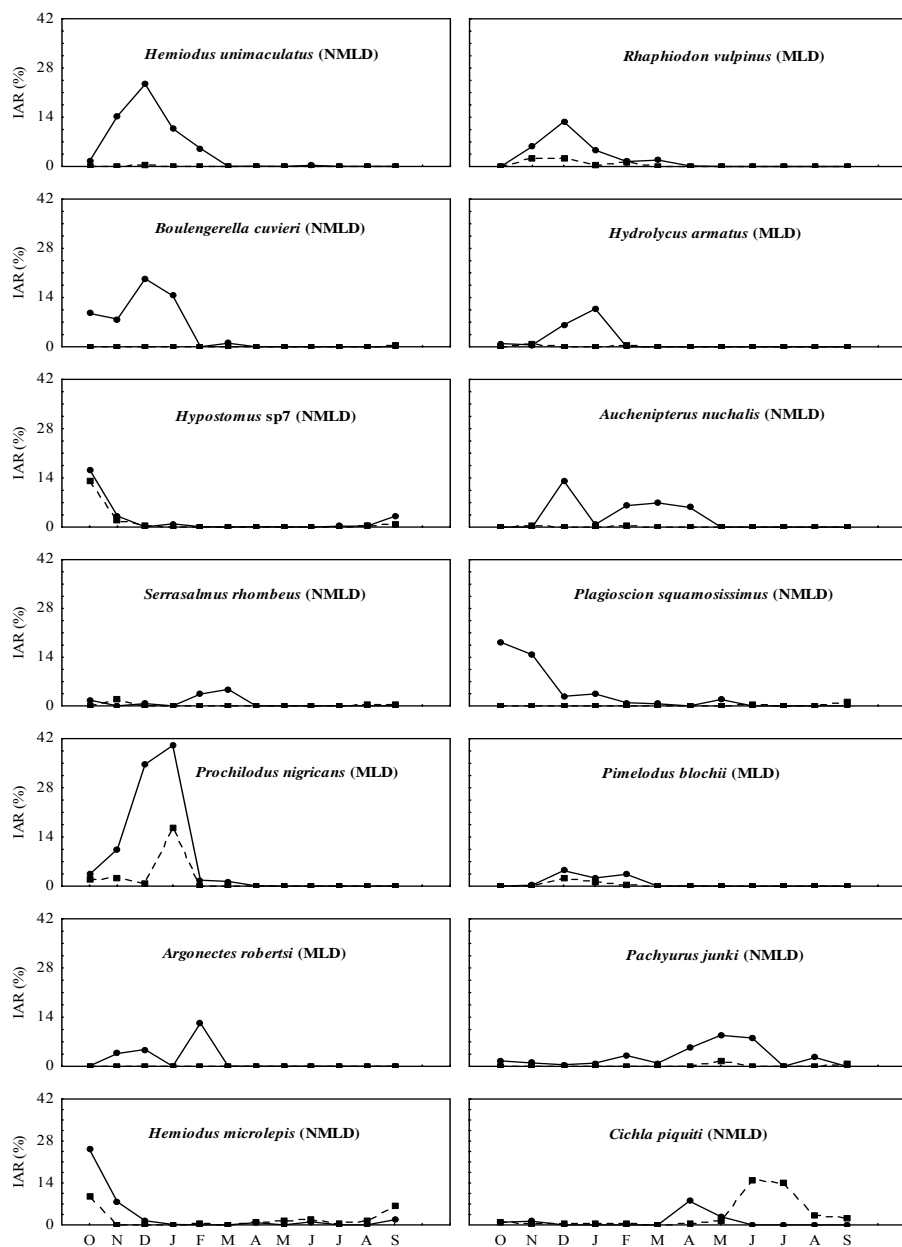 42
28
14
0
IAR (%)
Hemiodus unimaculatus (NMLD)
Rhaphiodon vulpinus (MLD)
42
28
14
0
IAR (%)
Boulengerella cuvieri (NMLD)
Hydrolycus armatus (MLD)
42
28
14
0
IAR (%)
Hypostomus sp7 (NMLD)
Auchenipterus nuchalis (NMLD)
42
28
14
0
IAR (%)
Serrasalmus rhombeus (NMLD)
Plagioscion squamosissimus (NMLD)
42
28
14
0
IAR (%)
Prochilodus nigricans (MLD)
Pimelodus blochii (MLD)
42
28
14
0
IAR (%)
Argonectes robertsi (MLD)
Pachyurus junki (NMLD)
42
28
14
0
IAR (%)
Hemiodus microlepis (NMLD)
Cichla piquiti (NMLD)
O N D J F M A M J J A S
O N D J F M A M J J A S